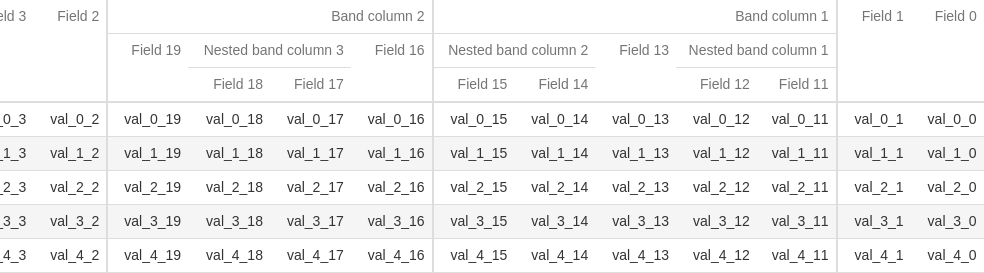 eld 3 Field 2 Band column 2 Band column 1 Field 1 Field 0
Field 19 Nested band column 3 Field 16 Nested band column 2 Field 13 Nested band column 1
Field 18 Field 17 Field 15 Field 14 Field 12 Field 11
_0_3 val_0_2 val_0_19 val_0_18 val_0_17 val_0_16 val_0_15 val_0_14 val_0_13 val_0_12 val_0_11 val_0_1 val_0_0
_1_3 val_1_2 val_1_19 val_1_18 val_1_17 val_1_16 val_1_15 val_1_14 val_1_13 val_1_12 val_1_11 val_1_1 val_1_0
_2_3 val_2_2 val_2_19 val_2_18 val_2_17 val_2_16 val_2_15 val_2_14 val_2_13 val_2_12 val_2_11 val_2_1 val_2_0
_3_3 val_3_2 val_3_19 val_3_18 val_3_17 val_3_16 val_3_15 val_3_14 val_3_13 val_3_12 val_3_11 val_3_1 val_3_0
_4_3 val_4_2 val_4_19 val_4_18 val_4_17 val_4_16 val_4_15 val_4_14 val_4_13 val_4_12 val_4_11 val_4_1 val_4_0